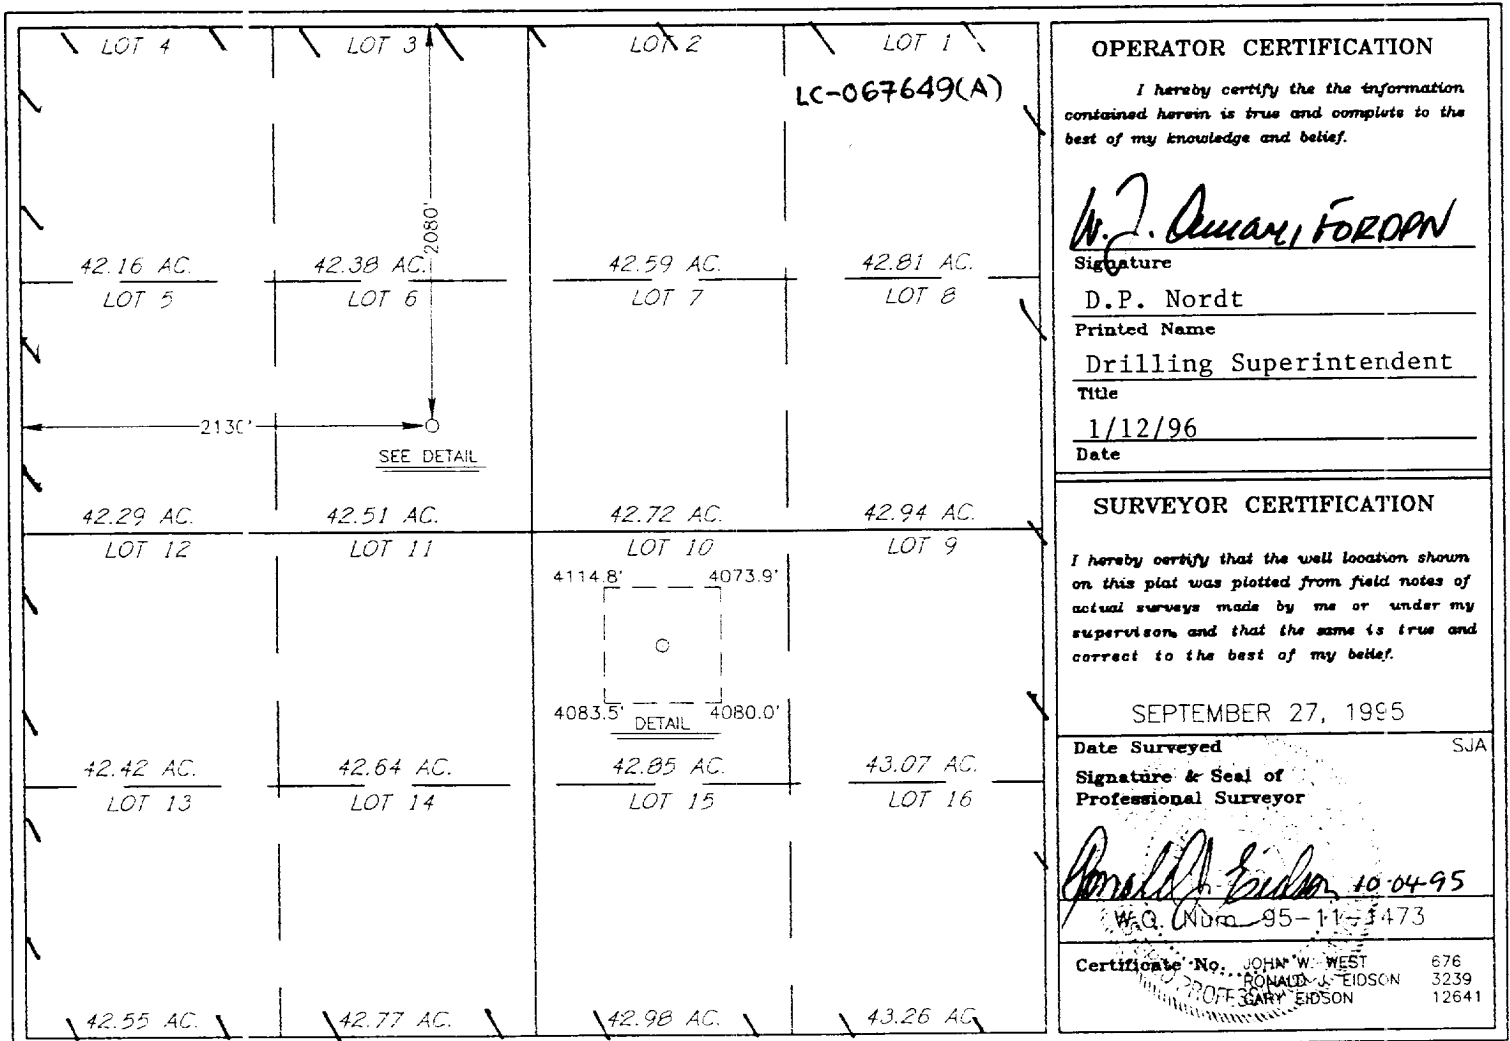 LOT 4 LOT 3 LOT 2 LOT 1
LC-067649(A)
2080'
42.16 AC. 42.38 AC. 42.59 AC. 42.81 AC.
LOT 5 LOT 6 LOT 7 LOT 8
2130'
SEE DETAIL
42.29 AC. 42.51 AC. 42.72 AC. 42.94 AC.
LOT 12 LOT 11 LOT 10 LOT 9
4114.8' 4073.9'
4083.5' 4080.0'
DETAIL
42.42 AC. 42.64 AC. 42.85 AC. 43.07 AC.
LOT 13 LOT 14 LOT 15 LOT 16
42.55 AC. 42.77 AC. 42.98 AC. 43.26 AC.
OPERATOR CERTIFICATION
I hereby certify the the information
contained herein is true and complete to the
best of my knowledge and belief.
W.J. FOR DPN
Signature
D.P. Nordt
Printed Name
Drilling Superintendent
Title
1/12/96
Date
SURVEYOR CERTIFICATION
I hereby certify that the well location shown
on this plat was plotted from field notes of
actual surveys made by me or under my
supervison, and that the same is true and
correct to the best of my belief.
SEPTEMBER 27, 1995
Date Surveyed SJA
Signature & Seal of
Professional Surveyor
Ronald J. Eidson 10-04-95
W.O. Num. 95-11-1473
Certificate No. JOHN W. WEST 676
RONALD J. EIDSON 3239
GARY EIDSON 12641